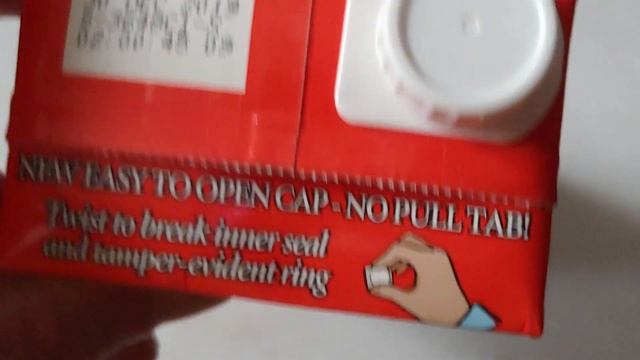 NEW EASY TO OPEN CAP - NO PULL TAB!
Twist to break inner seal
and tamper-evident ring